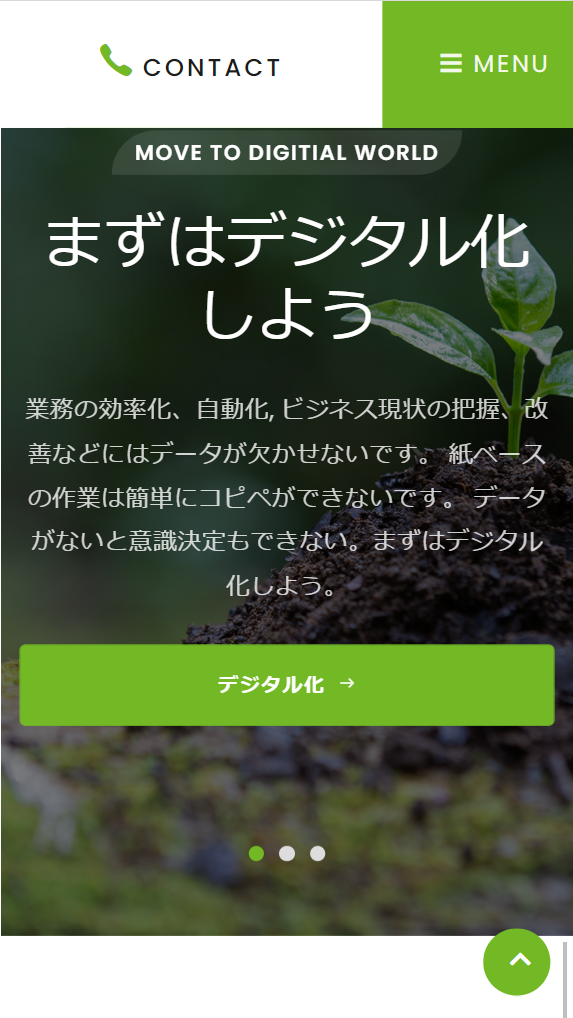 CONTACT
MENU
MOVE TO DIGITIAL WORLD
まずはデジタル化
しよう
業務の効率化、自動化, ビジネス現状の把握、改
善などにはデータが欠かせないです。 紙ベース
の作業は簡単にコピペができないです。 データ
がないと意識決定もできない。まずはデジタル
化しよう。
デジタル化 →